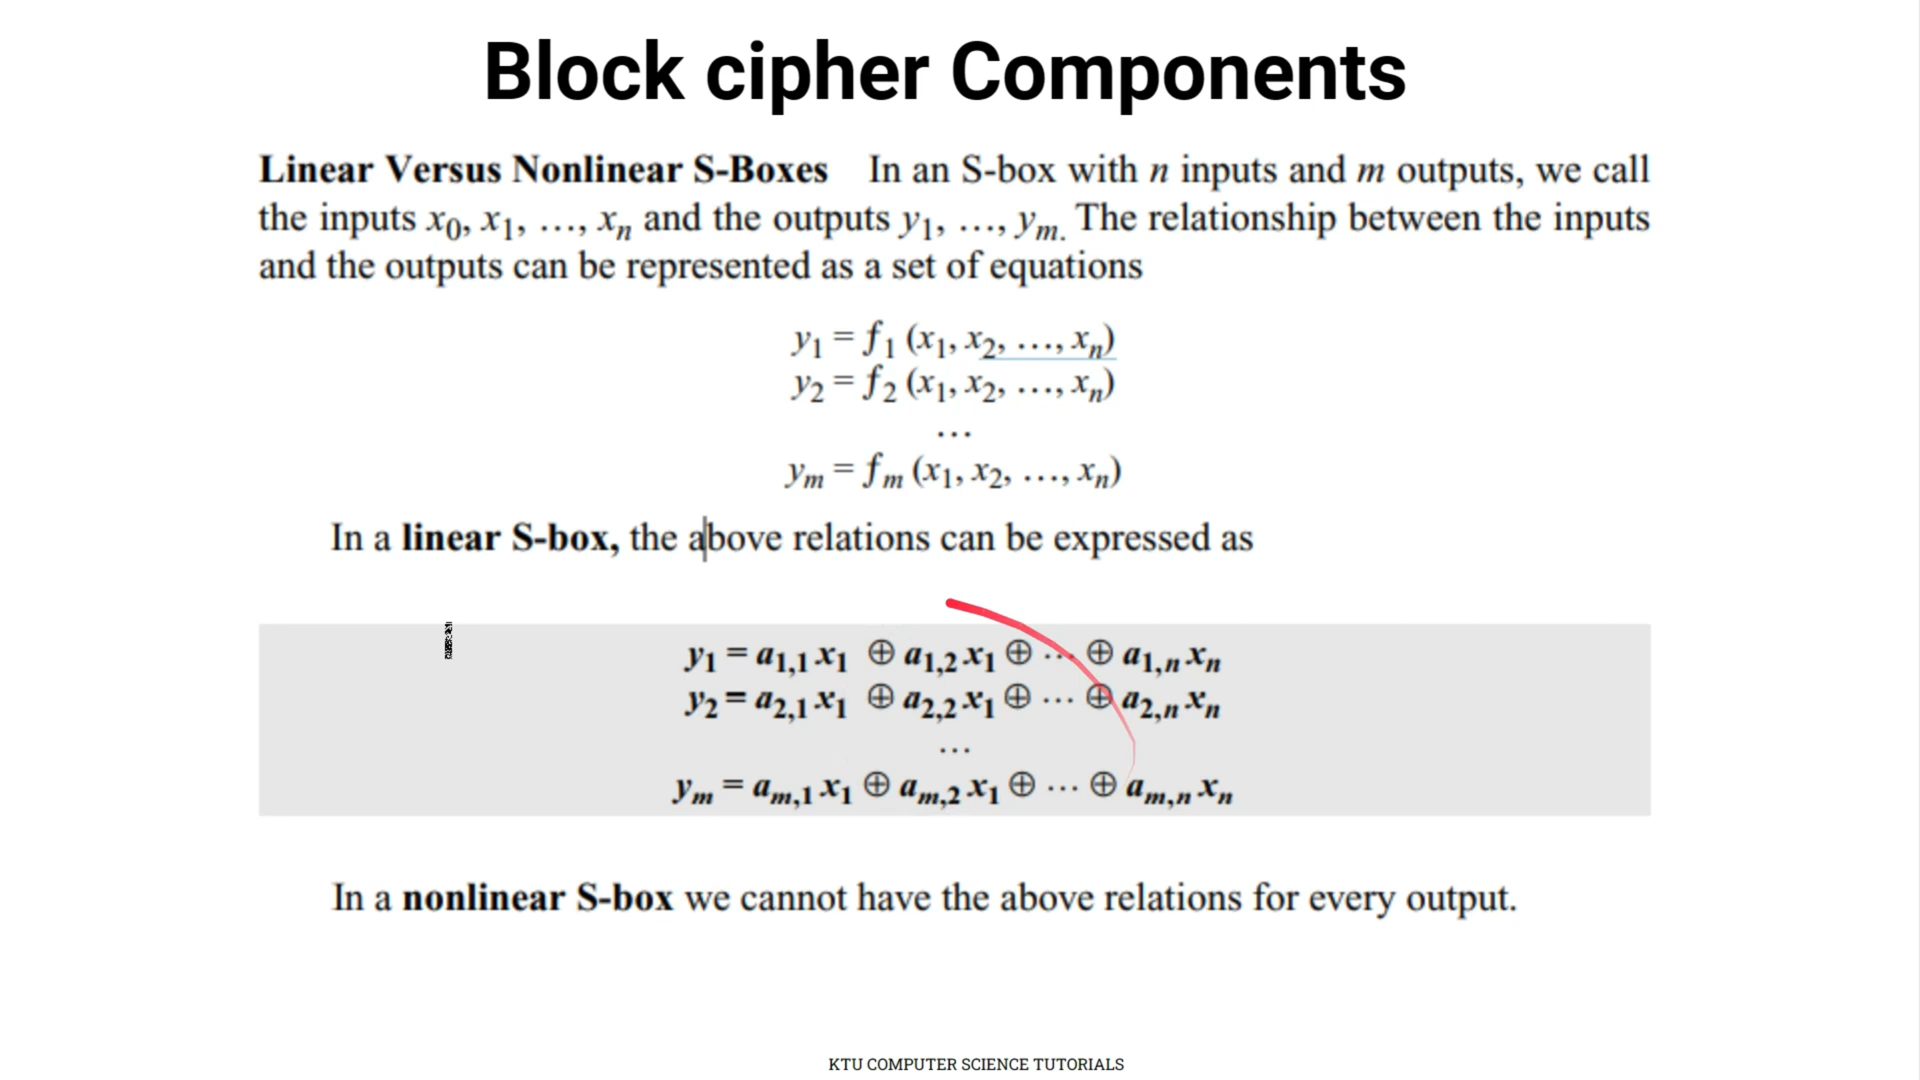 Block cipher Components
Linear Versus Nonlinear S-Boxes In an S-box with n inputs and m outputs, we call
the inputs x₀, x₁, …, xₙ and the outputs y₁, …, yₘ. The relationship between the inputs
and the outputs can be represented as a set of equations
y₁ = f₁ (x₁, x₂, …, xₙ)
y₂ = f₂ (x₁, x₂, …, xₙ)
…
yₘ = fₘ (x₁, x₂, …, xₙ)
In a linear S-box, the above relations can be expressed as
y₁ = a₁,₁ x₁ ⊕ a₁,₂ x₁ ⊕ ⋯ ⊕ a₁,ₙ xₙ
y₂ = a₂,₁ x₁ ⊕ a₂,₂ x₁ ⊕ ⋯ ⊕ a₂,ₙ xₙ
…
yₘ = aₘ,₁ x₁ ⊕ aₘ,₂ x₁ ⊕ ⋯ ⊕ aₘ,ₙ xₙ
In a nonlinear S-box we cannot have the above relations for every output.
KTU COMPUTER SCIENCE TUTORIALS